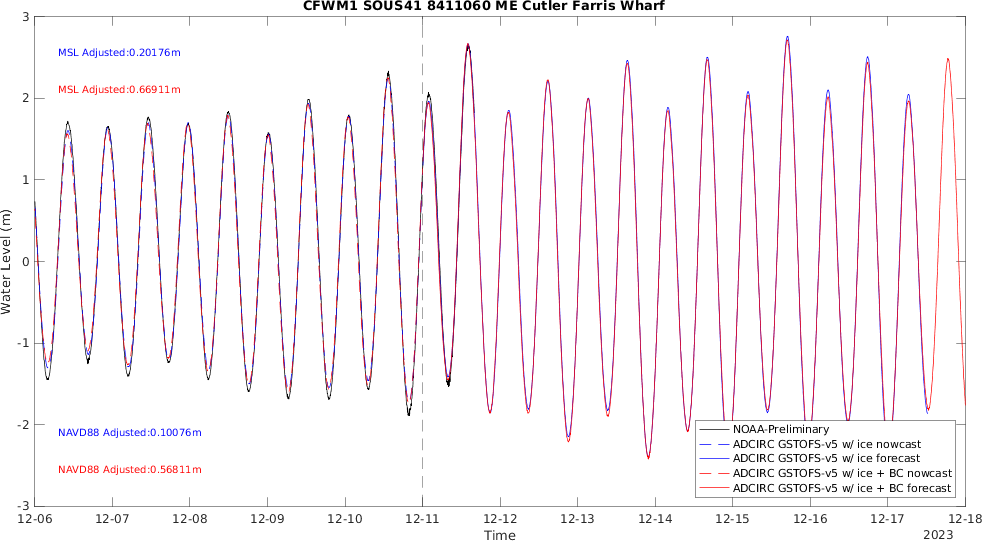 CFWM1 SOUS41 8411060 ME Cutler Farris Wharf
3
2
1
0
-1
-2
-3
Water Level (m)
MSL Adjusted:0.20176m
MSL Adjusted:0.66911m
NAVD88 Adjusted:0.10076m
NAVD88 Adjusted:0.56811m
NOAA-Preliminary
ADCIRC GSTOFS-v5 w/ ice nowcast
ADCIRC GSTOFS-v5 w/ ice forecast
ADCIRC GSTOFS-v5 w/ ice + BC nowcast
ADCIRC GSTOFS-v5 w/ ice + BC forecast
12-06 12-07 12-08 12-09 12-10 12-11 12-12 12-13 12-14 12-15 12-16 12-17 12-18
Time
2023